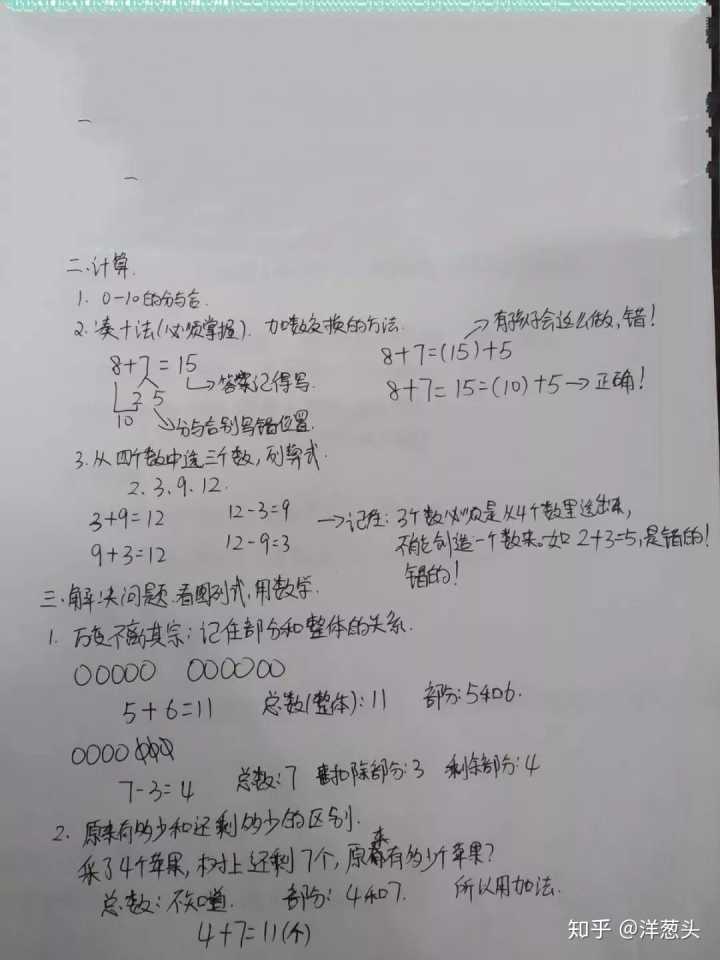 二.计算.
1. 0-10的分与合.
2.凑十法(必须掌握). 加数交换的方法.
→有孩子会这么做,错!
8+7=15
8+7=(15)+5
→答案记得写.
8+7=15=(10)+5→正确!
2 5
10
→分与合别写错位置.
3.从四个数中选三个数,列算式.
2.3.9.12.
3+9=12 12-3=9 →记住:3个数必须是从4个数里选出来,
9+3=12 12-9=3 不能创造一个数来。如2+3=5,是错的!
错的!
三.解决问题.看图列式,用数学.
1. 万变不离其宗:记住部分和整体的关系.
5+6=11 总数(整体):11 部分:5和6.
7-3=4 总数:7 扣除部分:3 剩余部分:4
2. 原来有多少和还剩多少的区别.
采了4个苹果,树上还剩7个,原来有多少个苹果?
总数:不知道. 部分:4和7. 所以用加法.
4+7=11(个)
知乎 @洋葱头